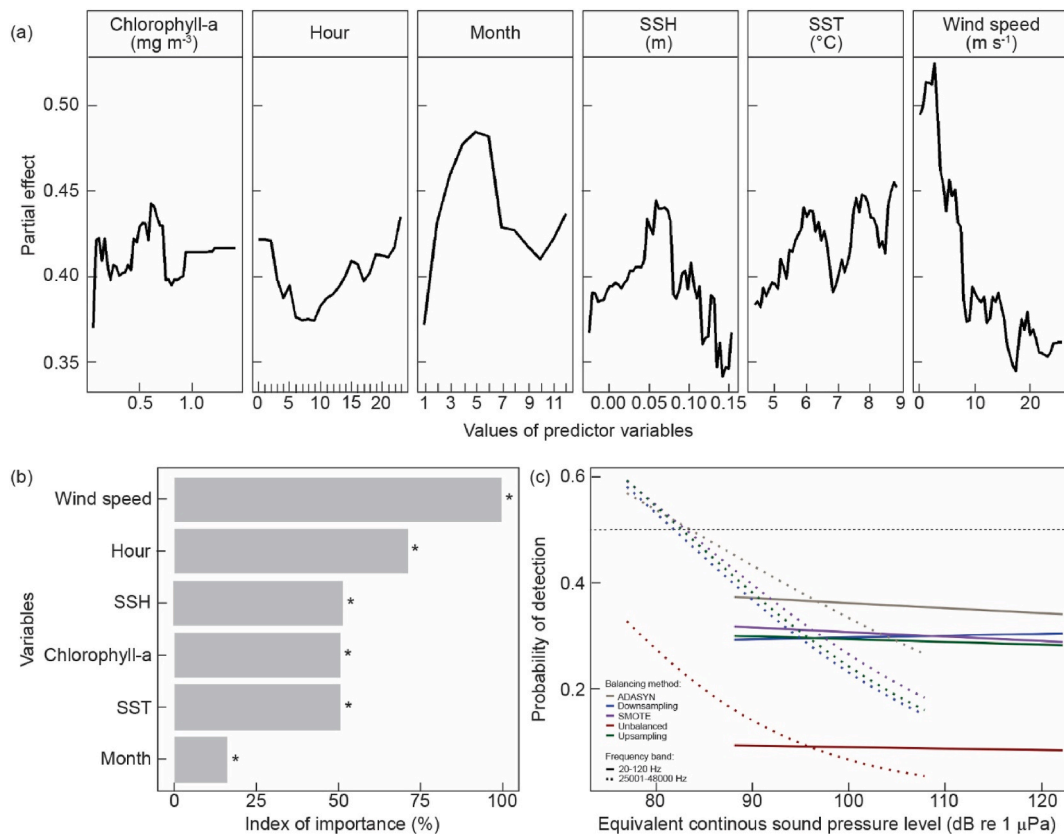 (a)
Chlorophyll-a
(mg m-3)
Hour
Month
SSH
(m)
SST
(°C)
Wind speed
(m s-1)
Partial effect
0.50
0.45
0.40
0.35
0.5 1.0
0 5 10 20
1 3 5 7 9 11
0.00 0.05 0.10 0.15
5 6 7 8 9
0 10 20
Values of predictor variables
(b)
Variables
Wind speed *
Hour *
SSH *
Chlorophyll-a *
SST *
Month *
0 25 50 75 100
Index of importance (%)
(c)
Probability of detection
0.6
0.4
0.2
Balancing method:
ADASYN
Downsampling
SMOTE
Unbalanced
Upsampling
Frequency band:
20-120 Hz
25001-48000 Hz
80 90 100 110 120
Equivalent continous sound pressure level (dB re 1 μPa)